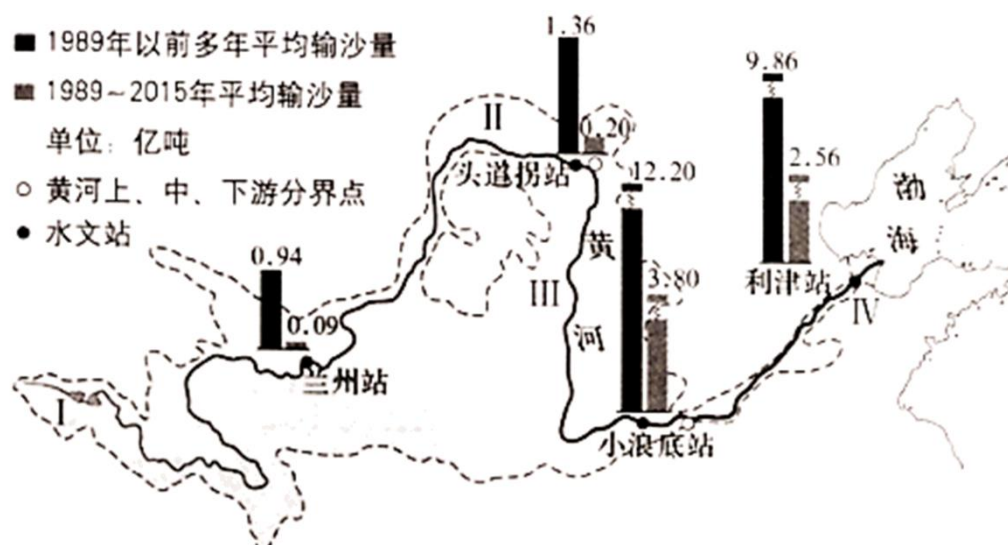 1989年以前多年平均输沙量
1989~2015年平均输沙量
单位: 亿吨
黄河上、中、下游分界点
水文站
1.36
0.20
头道拐站
II
12.20
3.80
9.86
2.56
利津站
渤海
0.94
0.09
兰州站
III
黄河
IV
I
小浪底站